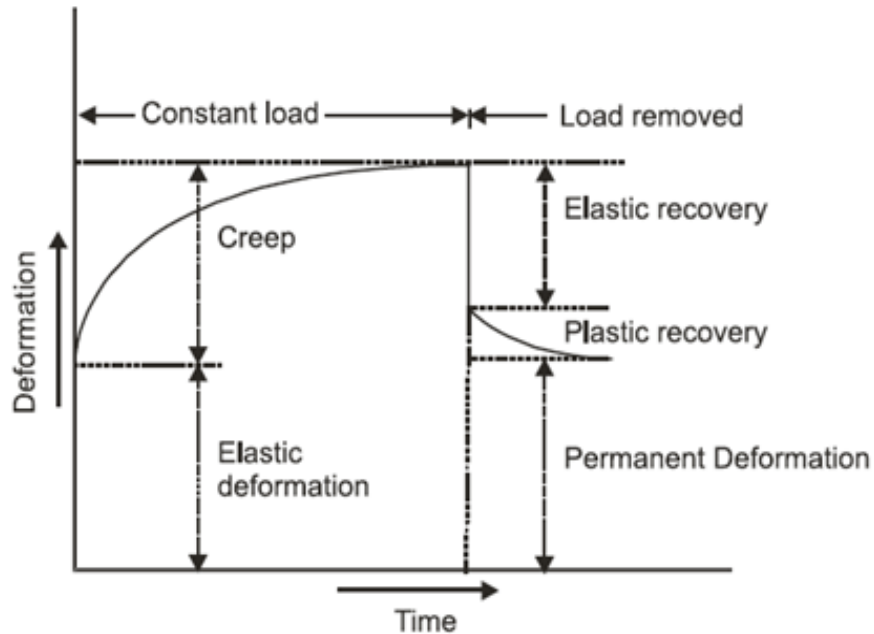 Constant load
Load removed
Elastic recovery
Creep
Plastic recovery
Deformation
Elastic
deformation
Permanent Deformation
Time